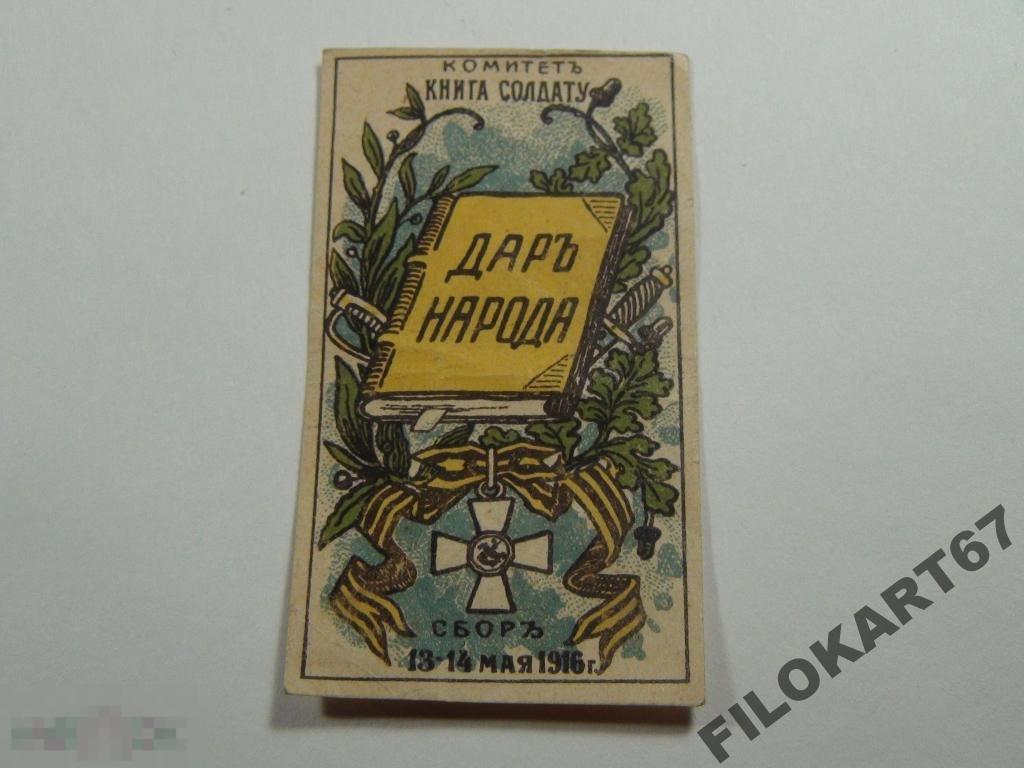 КОМИТЕТЪ
КНИГА СОЛДАТУ
ДАРЪ
НАРОДА
СБОРЪ
13-14 МАЯ 1916 г.
FILOKART67